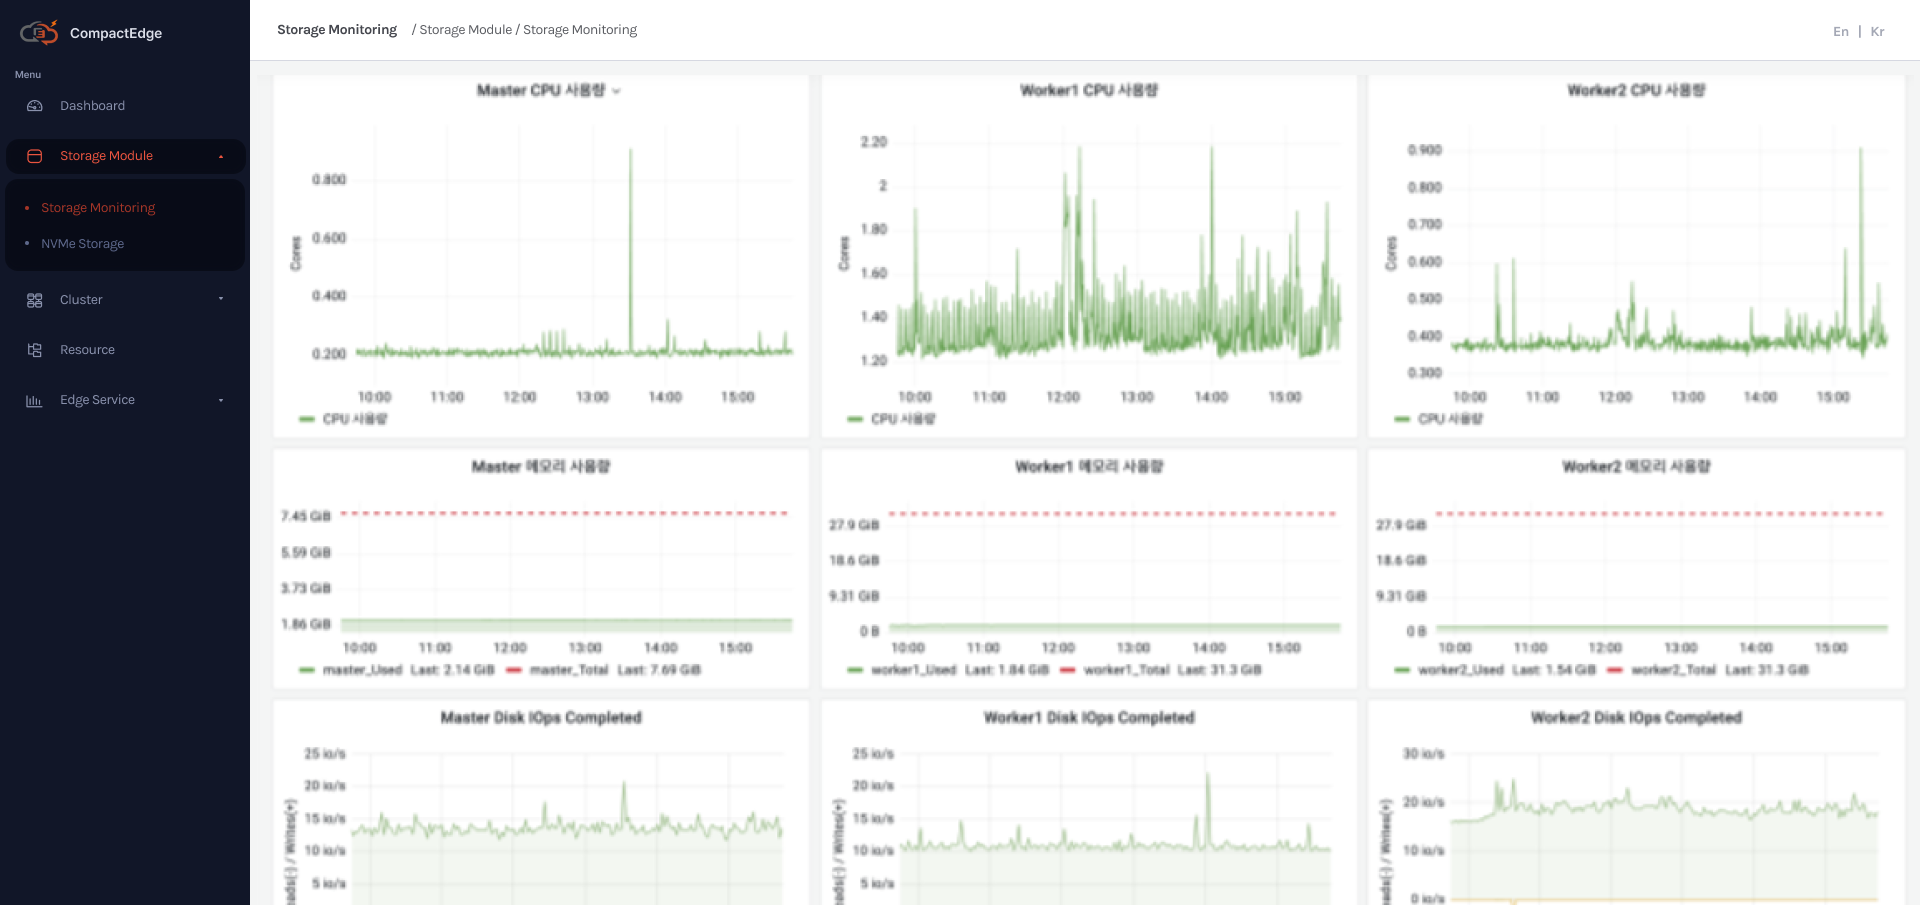 CompactEdge
Menu
Dashboard
Storage Module
Storage Monitoring
NVMe Storage
Cluster
Resource
Edge Service
Storage Monitoring / Storage Module / Storage Monitoring
En | Kr
Master CPU 사용량
0.800
0.600
0.400
0.200
Cores
10:00 11:00 12:00 13:00 14:00 15:00
CPU 사용량
Worker1 CPU 사용량
2.20
2
1.80
1.60
1.40
1.20
Cores
10:00 11:00 12:00 13:00 14:00 15:00
CPU 사용량
Worker2 CPU 사용량
0.900
0.800
0.700
0.600
0.500
0.400
0.300
Cores
10:00 11:00 12:00 13:00 14:00 15:00
CPU 사용량
Master 메모리 사용량
7.45 GiB
5.59 GiB
3.73 GiB
1.86 GiB
10:00 11:00 12:00 13:00 14:00 15:00
master_Used Last: 2.14 GiB master_Total Last: 7.69 GiB
Worker1 메모리 사용량
27.9 GiB
18.6 GiB
9.31 GiB
0 B
10:00 11:00 12:00 13:00 14:00 15:00
worker1_Used Last: 1.84 GiB worker1_Total Last: 31.3 GiB
Worker2 메모리 사용량
27.9 GiB
18.6 GiB
9.31 GiB
0 B
10:00 11:00 12:00 13:00 14:00 15:00
worker2_Used Last: 1.54 GiB worker2_Total Last: 31.3 GiB
Master Disk IOps Completed
25 io/s
20 io/s
15 io/s
10 io/s
5 io/s
eads(-) / Writes(+)
Worker1 Disk IOps Completed
25 io/s
20 io/s
15 io/s
10 io/s
5 io/s
eads(-) / Writes(+)
Worker2 Disk IOps Completed
30 io/s
20 io/s
10 io/s
0 io/s
eads(-) / Writes(+)